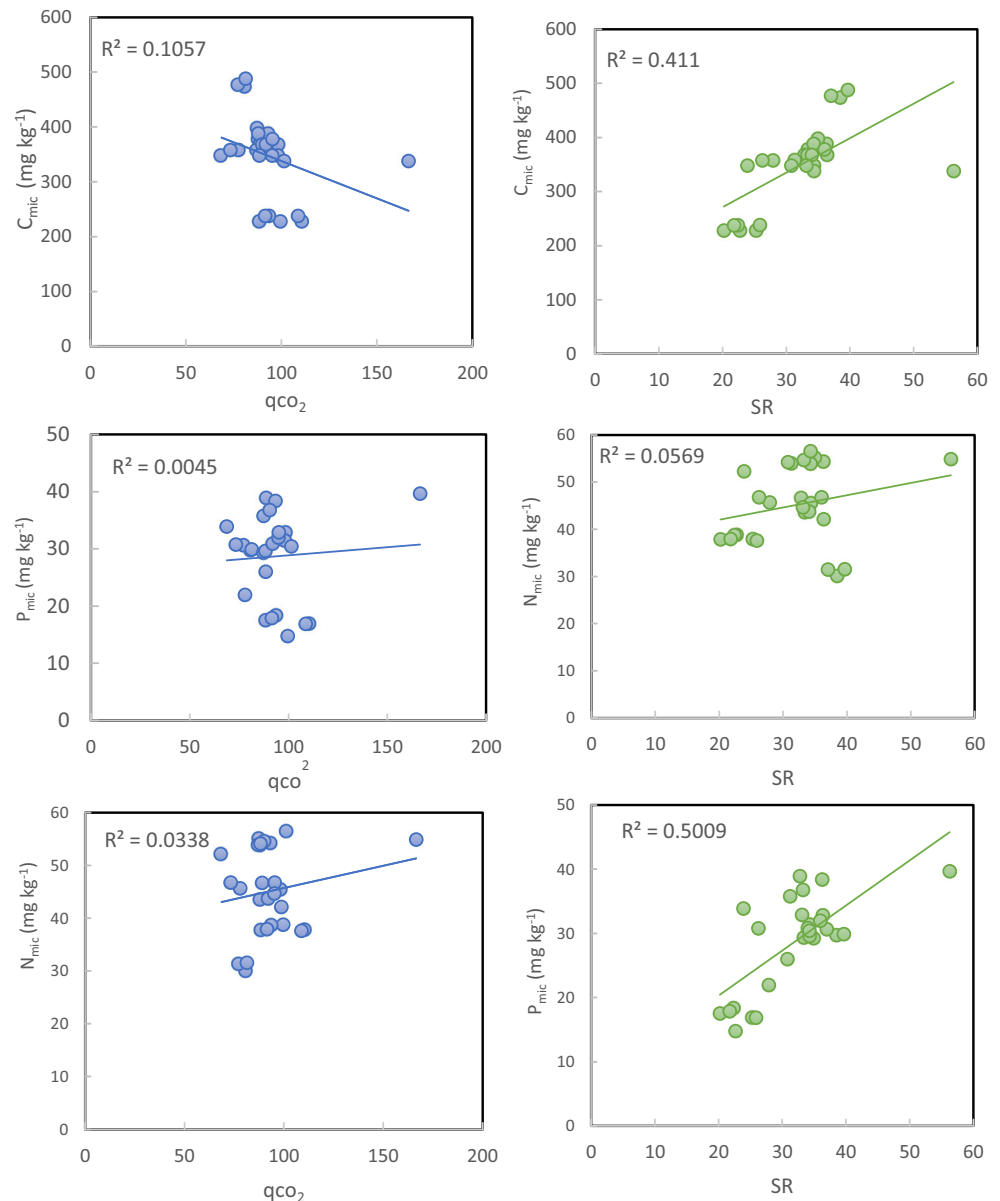 R² = 0.1057
C_mic (mg kg⁻¹)
600
500
400
300
200
100
0
0 50 100 150 200
qco₂
R² = 0.411
C_mic (mg kg⁻¹)
600
500
400
300
200
100
0
0 10 20 30 40 50 60
SR
R² = 0.0045
P_mic (mg kg⁻¹)
50
40
30
20
10
0
0 50 100 150 200
qco²
R² = 0.0569
N_mic (mg kg⁻¹)
60
50
40
30
20
10
0
0 10 20 30 40 50 60
SR
R² = 0.0338
N_mic (mg kg⁻¹)
60
50
40
30
20
10
0
0 50 100 150 200
qco₂
R² = 0.5009
P_mic (mg kg⁻¹)
50
40
30
20
10
0
0 10 20 30 40 50 60
SR